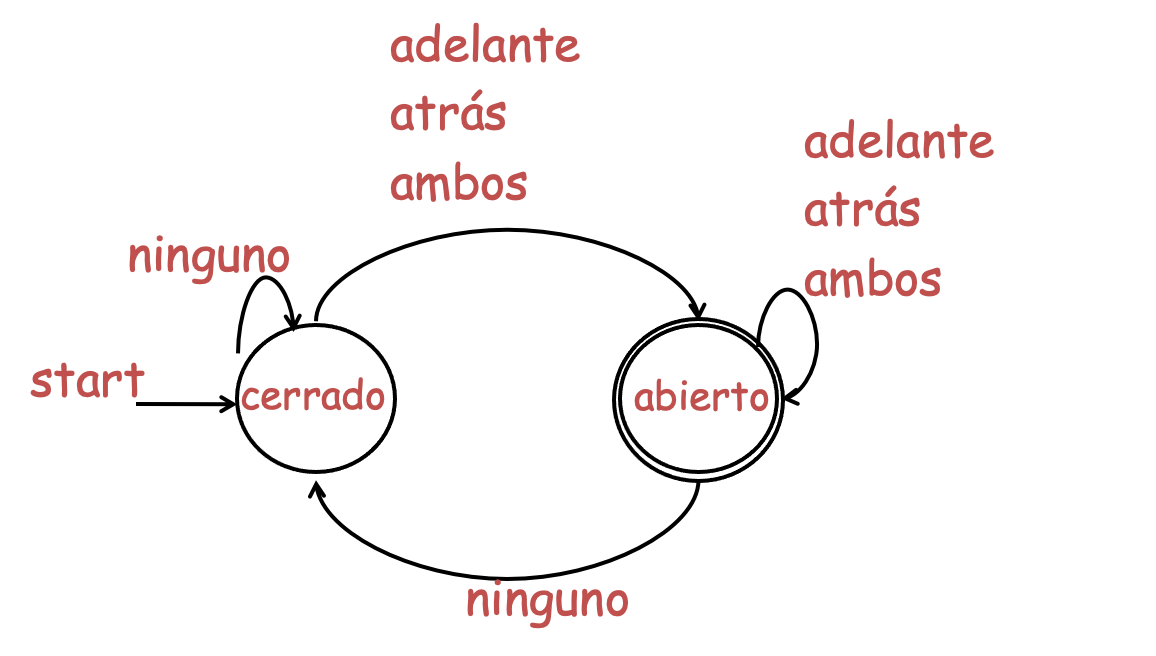 adelante
atrás
ambos
adelante
atrás
ambos
ninguno
start
cerrado
abierto
ninguno